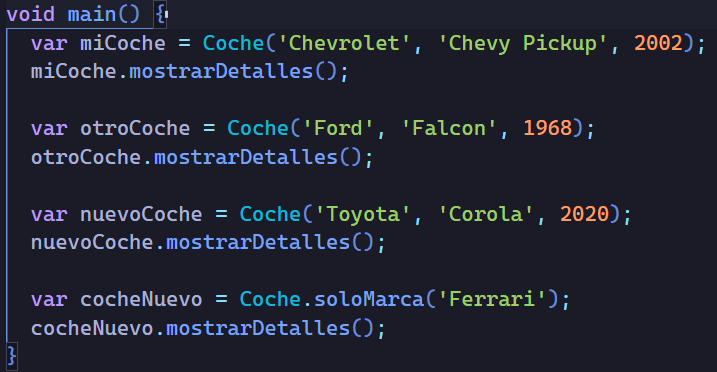 void main() {
var miCoche = Coche('Chevrolet', 'Chevy Pickup', 2002);
miCoche.mostrarDetalles();
var otroCoche = Coche('Ford', 'Falcon', 1968);
otroCoche.mostrarDetalles();
var nuevoCoche = Coche('Toyota', 'Corola', 2020);
nuevoCoche.mostrarDetalles();
var cocheNuevo = Coche.soloMarca('Ferrari');
cocheNuevo.mostrarDetalles();
}